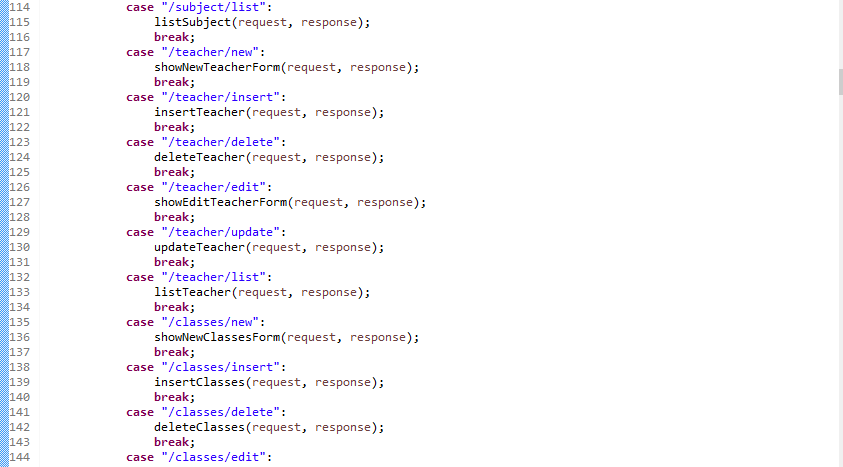 114 case "/subject/list":
115 listSubject(request, response);
116 break;
117 case "/teacher/new":
118 showNewTeacherForm(request, response);
119 break;
120 case "/teacher/insert":
121 insertTeacher(request, response);
122 break;
123 case "/teacher/delete":
124 deleteTeacher(request, response);
125 break;
126 case "/teacher/edit":
127 showEditTeacherForm(request, response);
128 break;
129 case "/teacher/update":
130 updateTeacher(request, response);
131 break;
132 case "/teacher/list":
133 listTeacher(request, response);
134 break;
135 case "/classes/new":
136 showNewClassesForm(request, response);
137 break;
138 case "/classes/insert":
139 insertClasses(request, response);
140 break;
141 case "/classes/delete":
142 deleteClasses(request, response);
143 break;
144 case "/classes/edit":